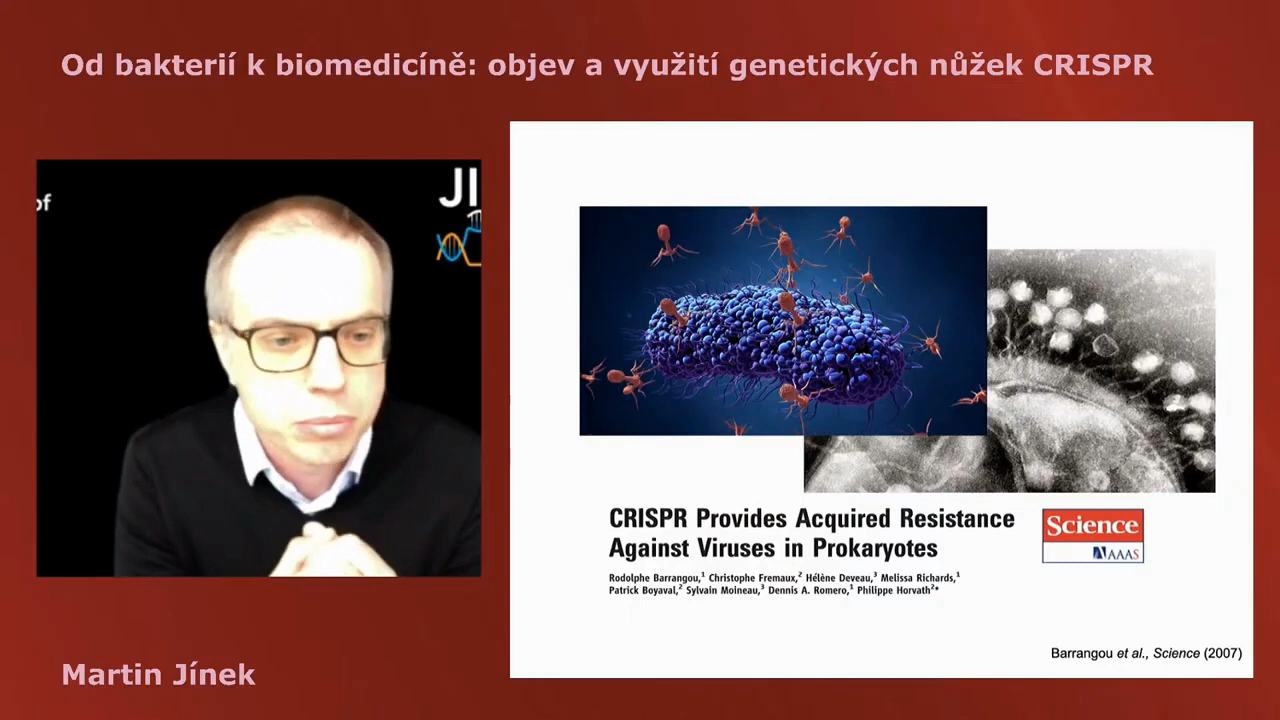 Od bakterií k biomedicíně: objev a využití genetických nůžek CRISPR
of
JI
CRISPR Provides Acquired Resistance
Against Viruses in Prokaryotes
Science
AAAS
Rodolphe Barrangou,¹ Christophe Fremaux,² Hélène Deveau,³ Melissa Richards,¹
Patrick Boyaval,² Sylvain Moineau,³ Dennis A. Romero,¹ Philippe Horvath²*
Barrangou et al., Science (2007)
Martin Jínek